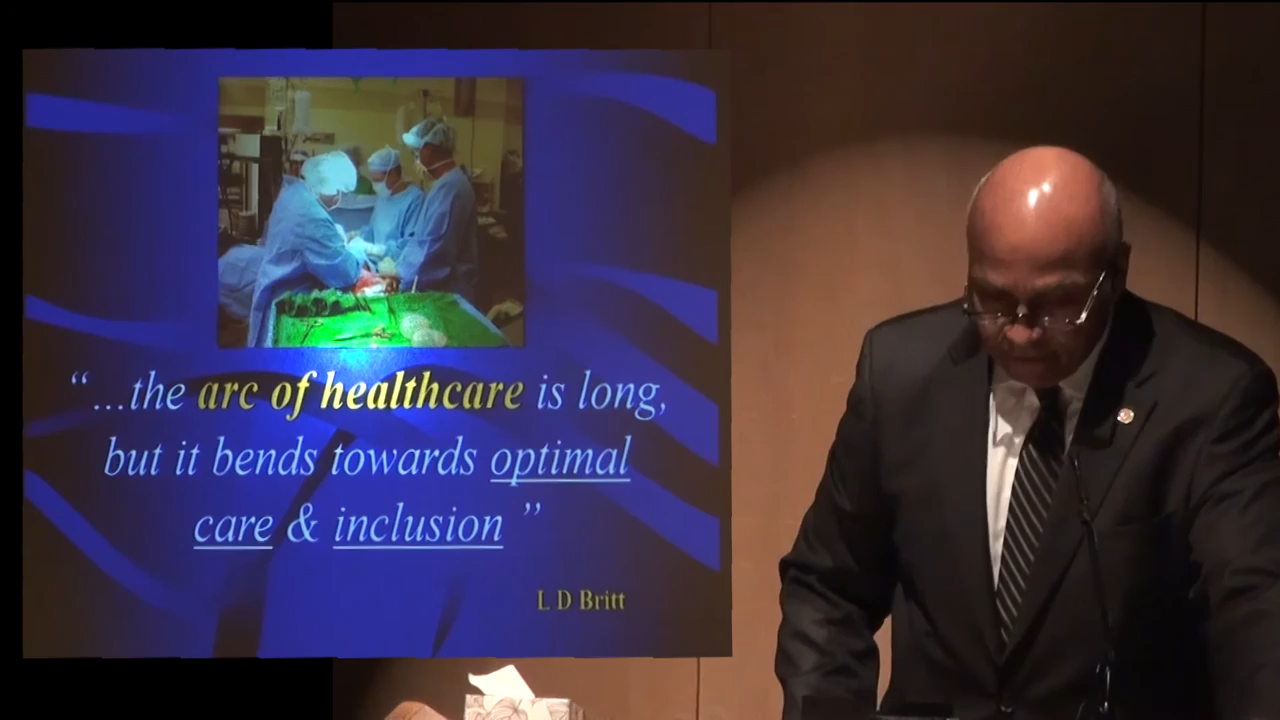 “ ...the arc of healthcare is long,
but it bends towards optimal
care & inclusion ”
L D Britt